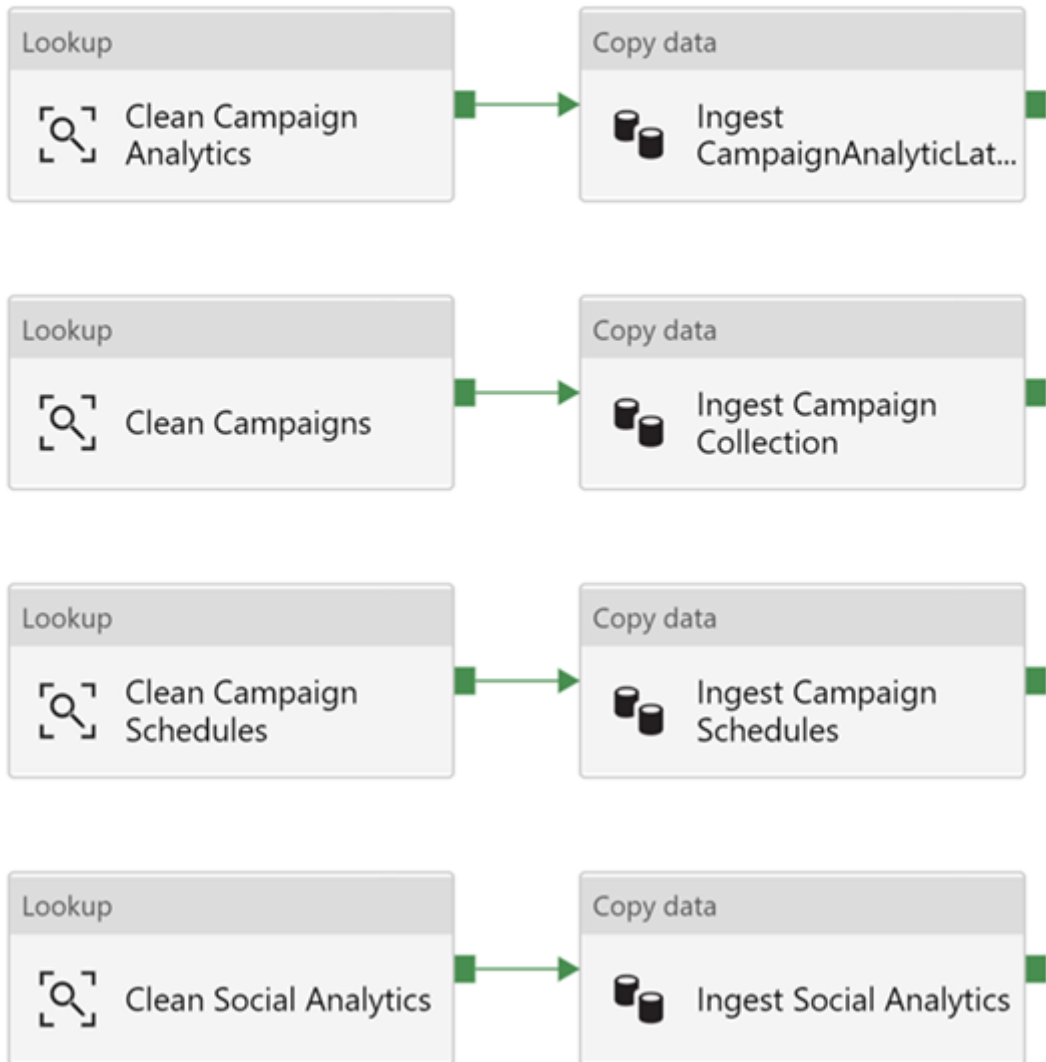 Lookup
Copy data
Clean Campaign
Analytics
Ingest
CampaignAnalyticLat...
Lookup
Copy data
Clean Campaigns
Ingest Campaign
Collection
Lookup
Copy data
Clean Campaign
Schedules
Ingest Campaign
Schedules
Lookup
Copy data
Clean Social Analytics
Ingest Social Analytics